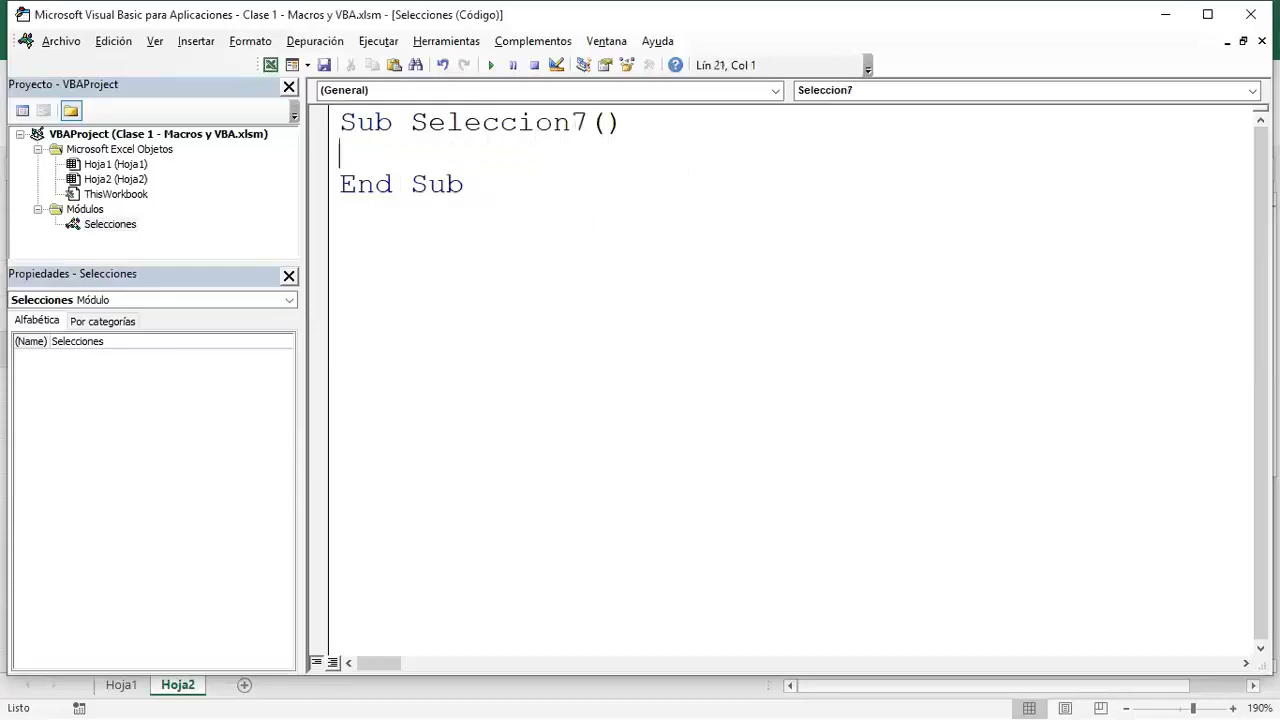 Microsoft Visual Basic para Aplicaciones - Clase 1 - Macros y VBA.xlsm - [Selecciones (Código)]
Archivo Edición Ver Insertar Formato Depuración Ejecutar Herramientas Complementos Ventana Ayuda
Lín 21, Col 1
Proyecto - VBAProject
(General) Seleccion7
VBAProject (Clase 1 - Macros y VBA.xlsm)
Microsoft Excel Objetos
Hoja1 (Hoja1)
Hoja2 (Hoja2)
ThisWorkbook
Módulos
Selecciones
Propiedades - Selecciones
Selecciones Módulo
Alfabética Por categorías
(Name) Selecciones
Sub Seleccion7()
End Sub
Hoja1 Hoja2
Listo 190%